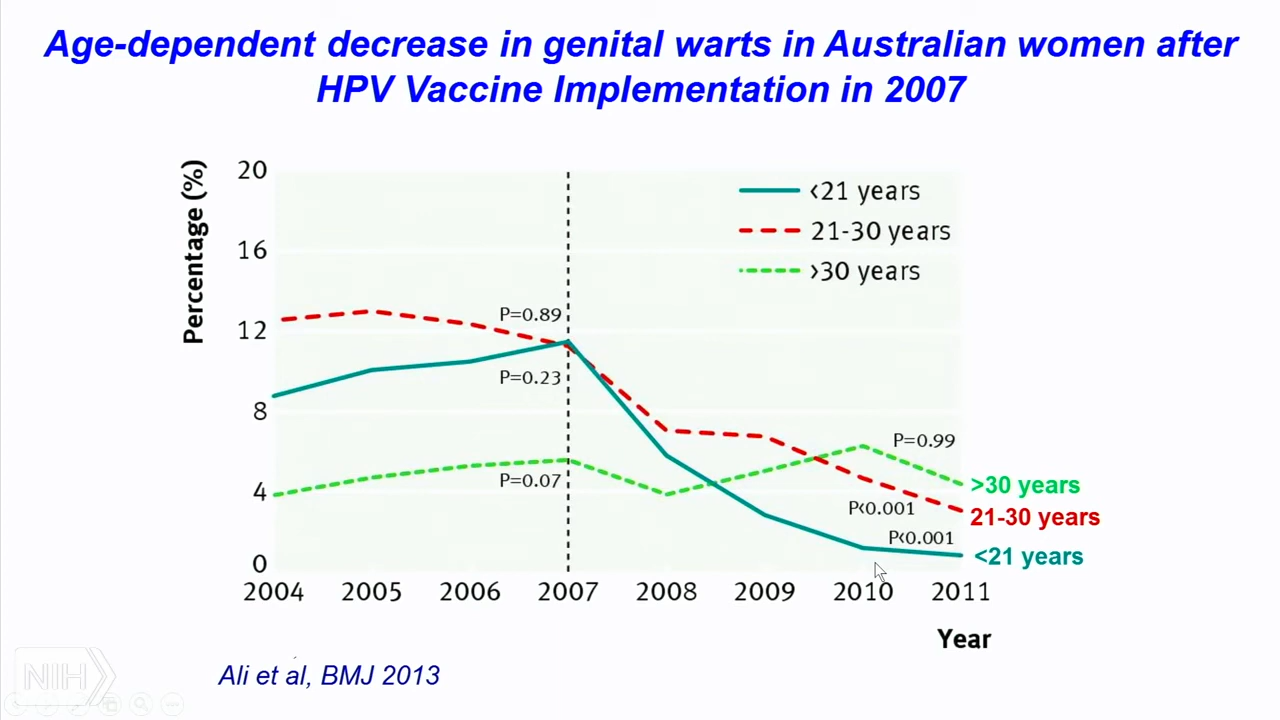 Age-dependent decrease in genital warts in Australian women after
HPV Vaccine Implementation in 2007
Percentage (%)
20
16
12
8
4
0
<21 years
21-30 years
>30 years
P=0.89
P=0.23
P=0.07
P=0.99
P<0.001
P<0.001
>30 years
21-30 years
<21 years
2004 2005 2006 2007 2008 2009 2010 2011
Year
Ali et al, BMJ 2013
NIH